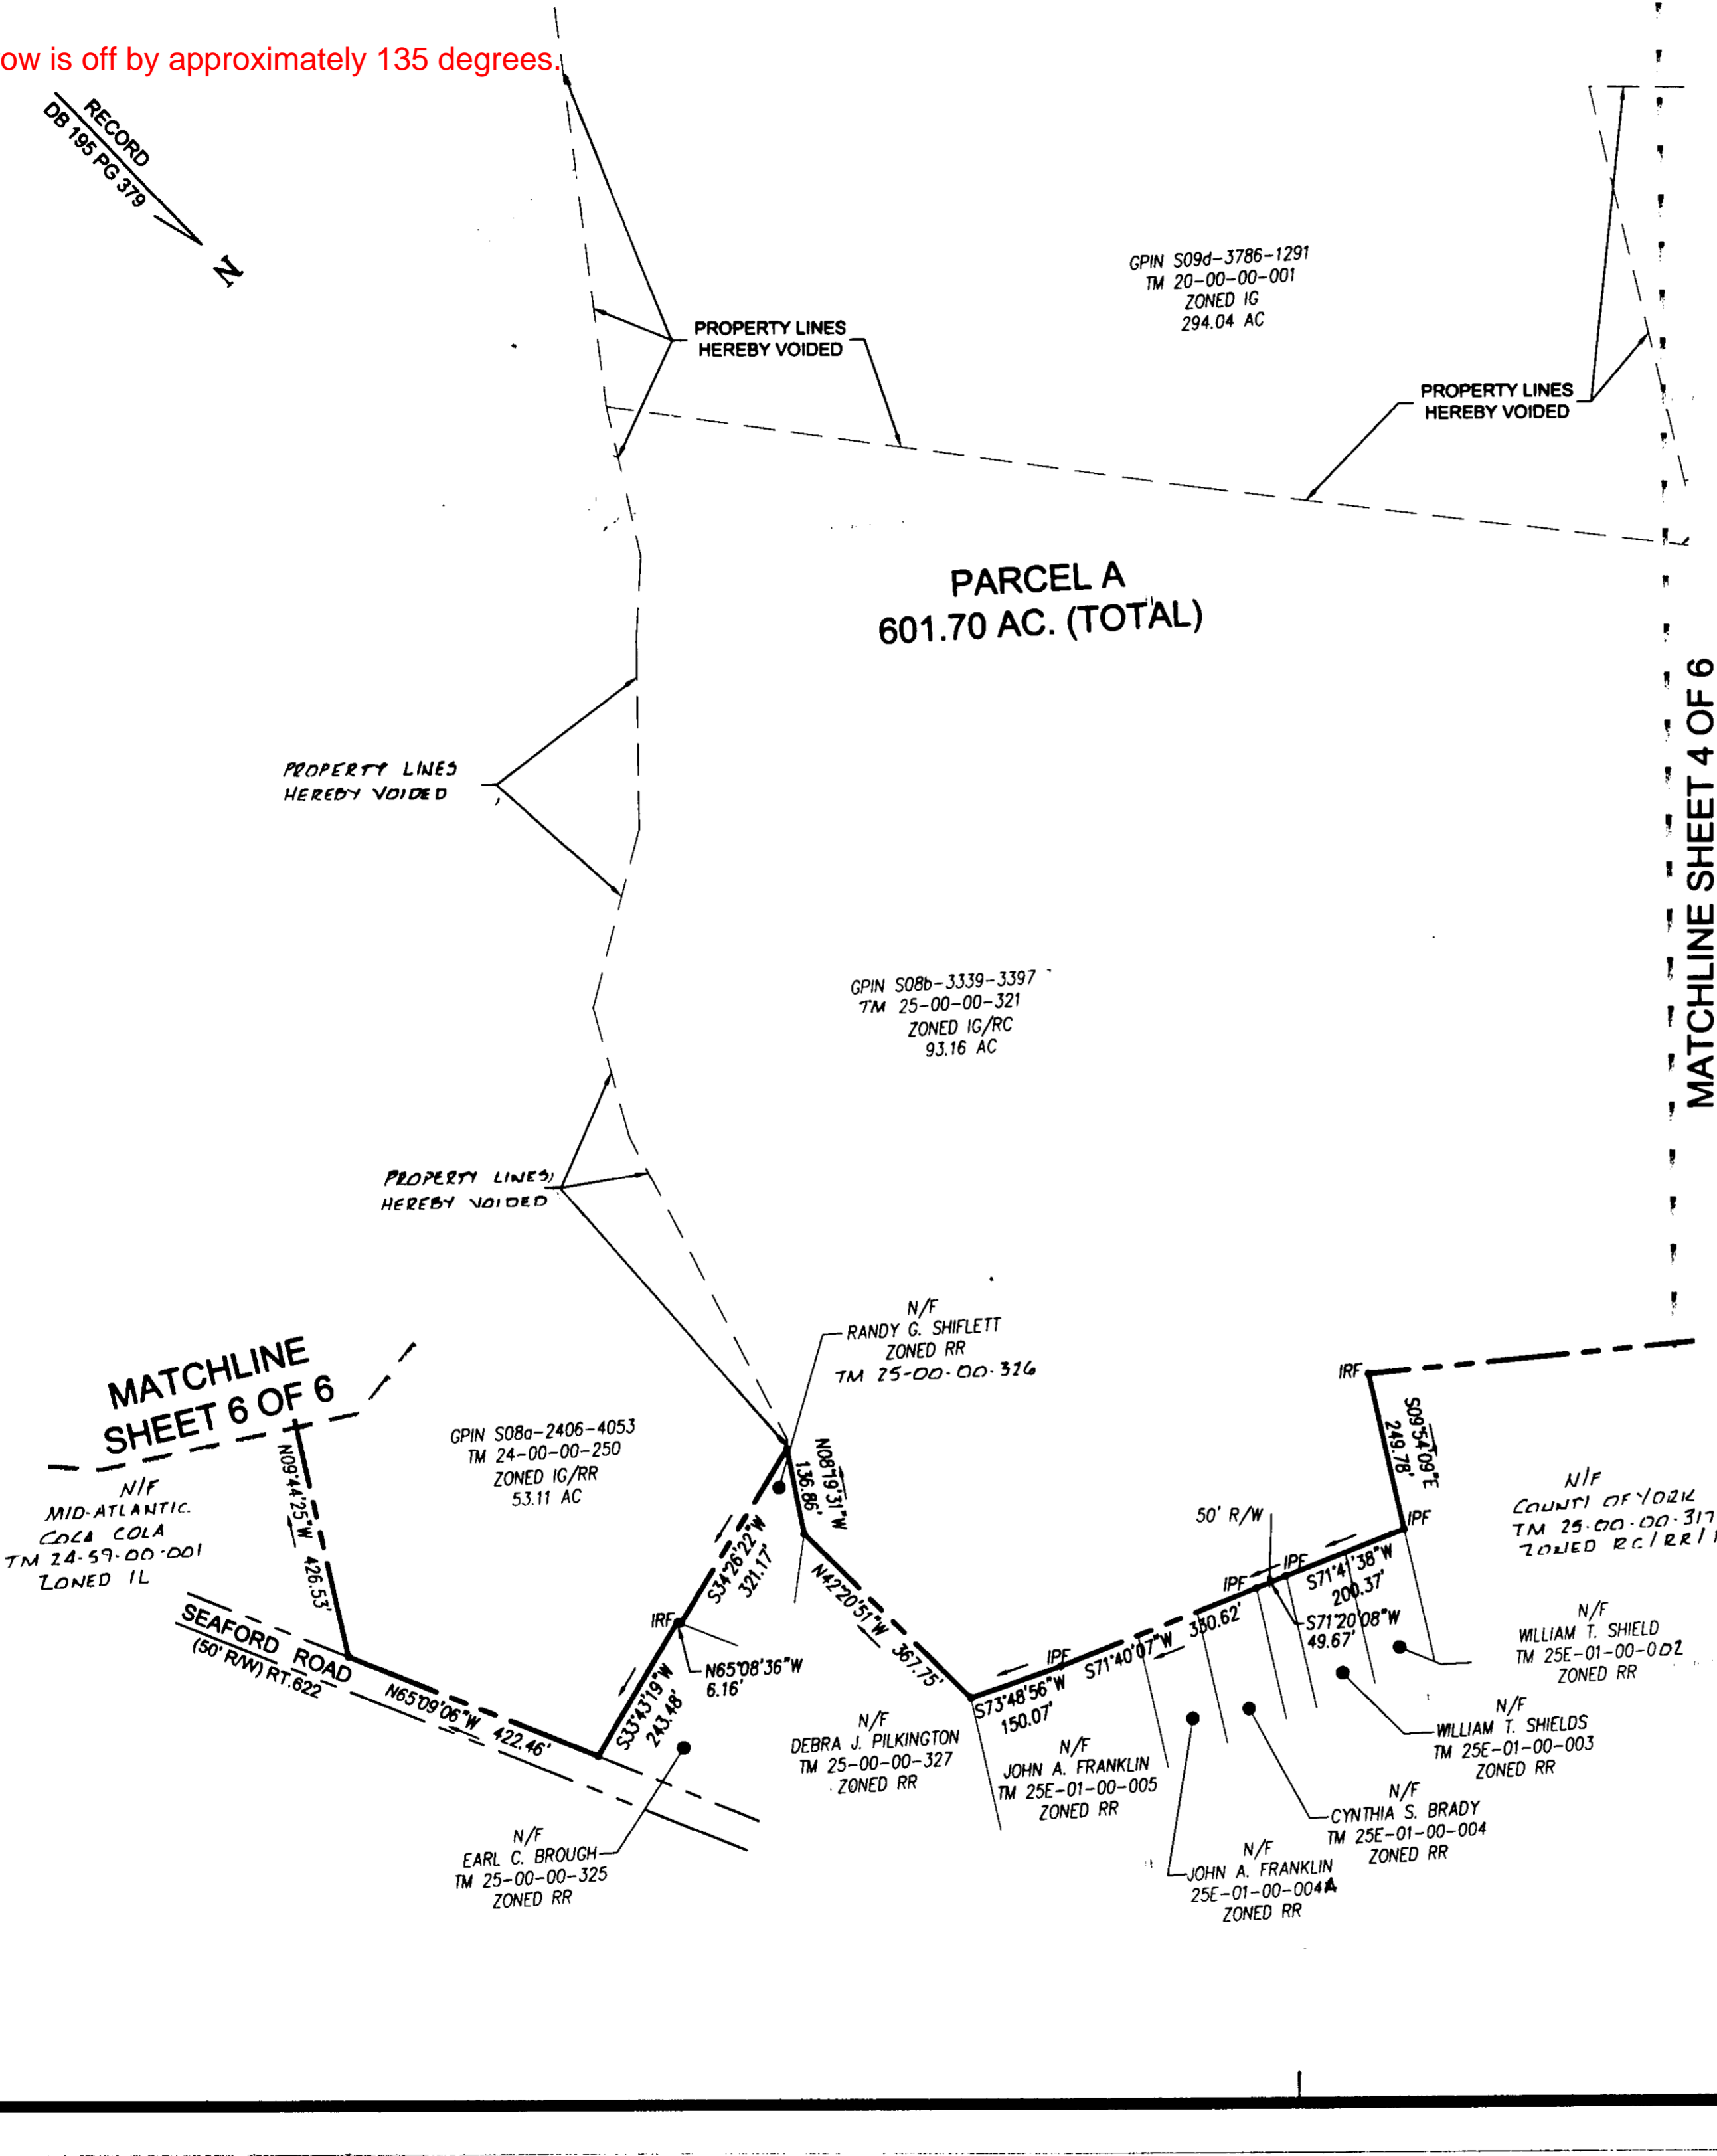 ow is off by approximately 135 degrees.
RECORD
DB 195 PG 379
N
GPIN S09d-3786-1291
TM 20-00-00-001
ZONED IG
294.04 AC
PROPERTY LINES
HEREBY VOIDED
PROPERTY LINES
HEREBY VOIDED
PARCEL A
601.70 AC. (TOTAL)
MATCHLINE SHEET 4 OF 6
PROPERTY LINES
HEREBY VOIDED
GPIN S08b-3339-3397
TM 25-00-00-321
ZONED IG/RC
93.16 AC
PROPERTY LINES
HEREBY VOIDED
N/F
RANDY G. SHIFLETT
ZONED RR
TM 25-00-00-326
MATCHLINE
SHEET 6 OF 6
GPIN S08a-2406-4053
TM 24-00-00-250
ZONED IG/RR
53.11 AC
N/F
MID-ATLANTIC
COCA COLA
TM 24-59-00-001
ZONED IL
N09°44'25"W 426.53'
SEAFORD ROAD
(50' R/W) RT.622
N65°09'06"W 422.46'
S33°43'19"W
243.48'
IRF
N65°08'36"W
6.16'
S34°26'22"W
321.17'
N08°19'31"W
136.86'
N42°20'51"W 367.75'
S73°48'56"W
150.07'
IPF
S71°40'07"W 330.62'
IPF
50' R/W
IPF
S71°20'08"W
49.67'
S71°41'38"W
200.37'
IPF
S09°54'09"E
249.78'
IRF
N/F
COUNTY OF YORK
TM 25-00-00-317
ZONED RC/RR/
N/F
WILLIAM T. SHIELD
TM 25E-01-00-002
ZONED RR
N/F
WILLIAM T. SHIELDS
TM 25E-01-00-003
ZONED RR
N/F
CYNTHIA S. BRADY
TM 25E-01-00-004
ZONED RR
N/F
JOHN A. FRANKLIN
25E-01-00-004A
ZONED RR
N/F
JOHN A. FRANKLIN
TM 25E-01-00-005
ZONED RR
N/F
DEBRA J. PILKINGTON
TM 25-00-00-327
ZONED RR
N/F
EARL C. BROUGH
TM 25-00-00-325
ZONED RR